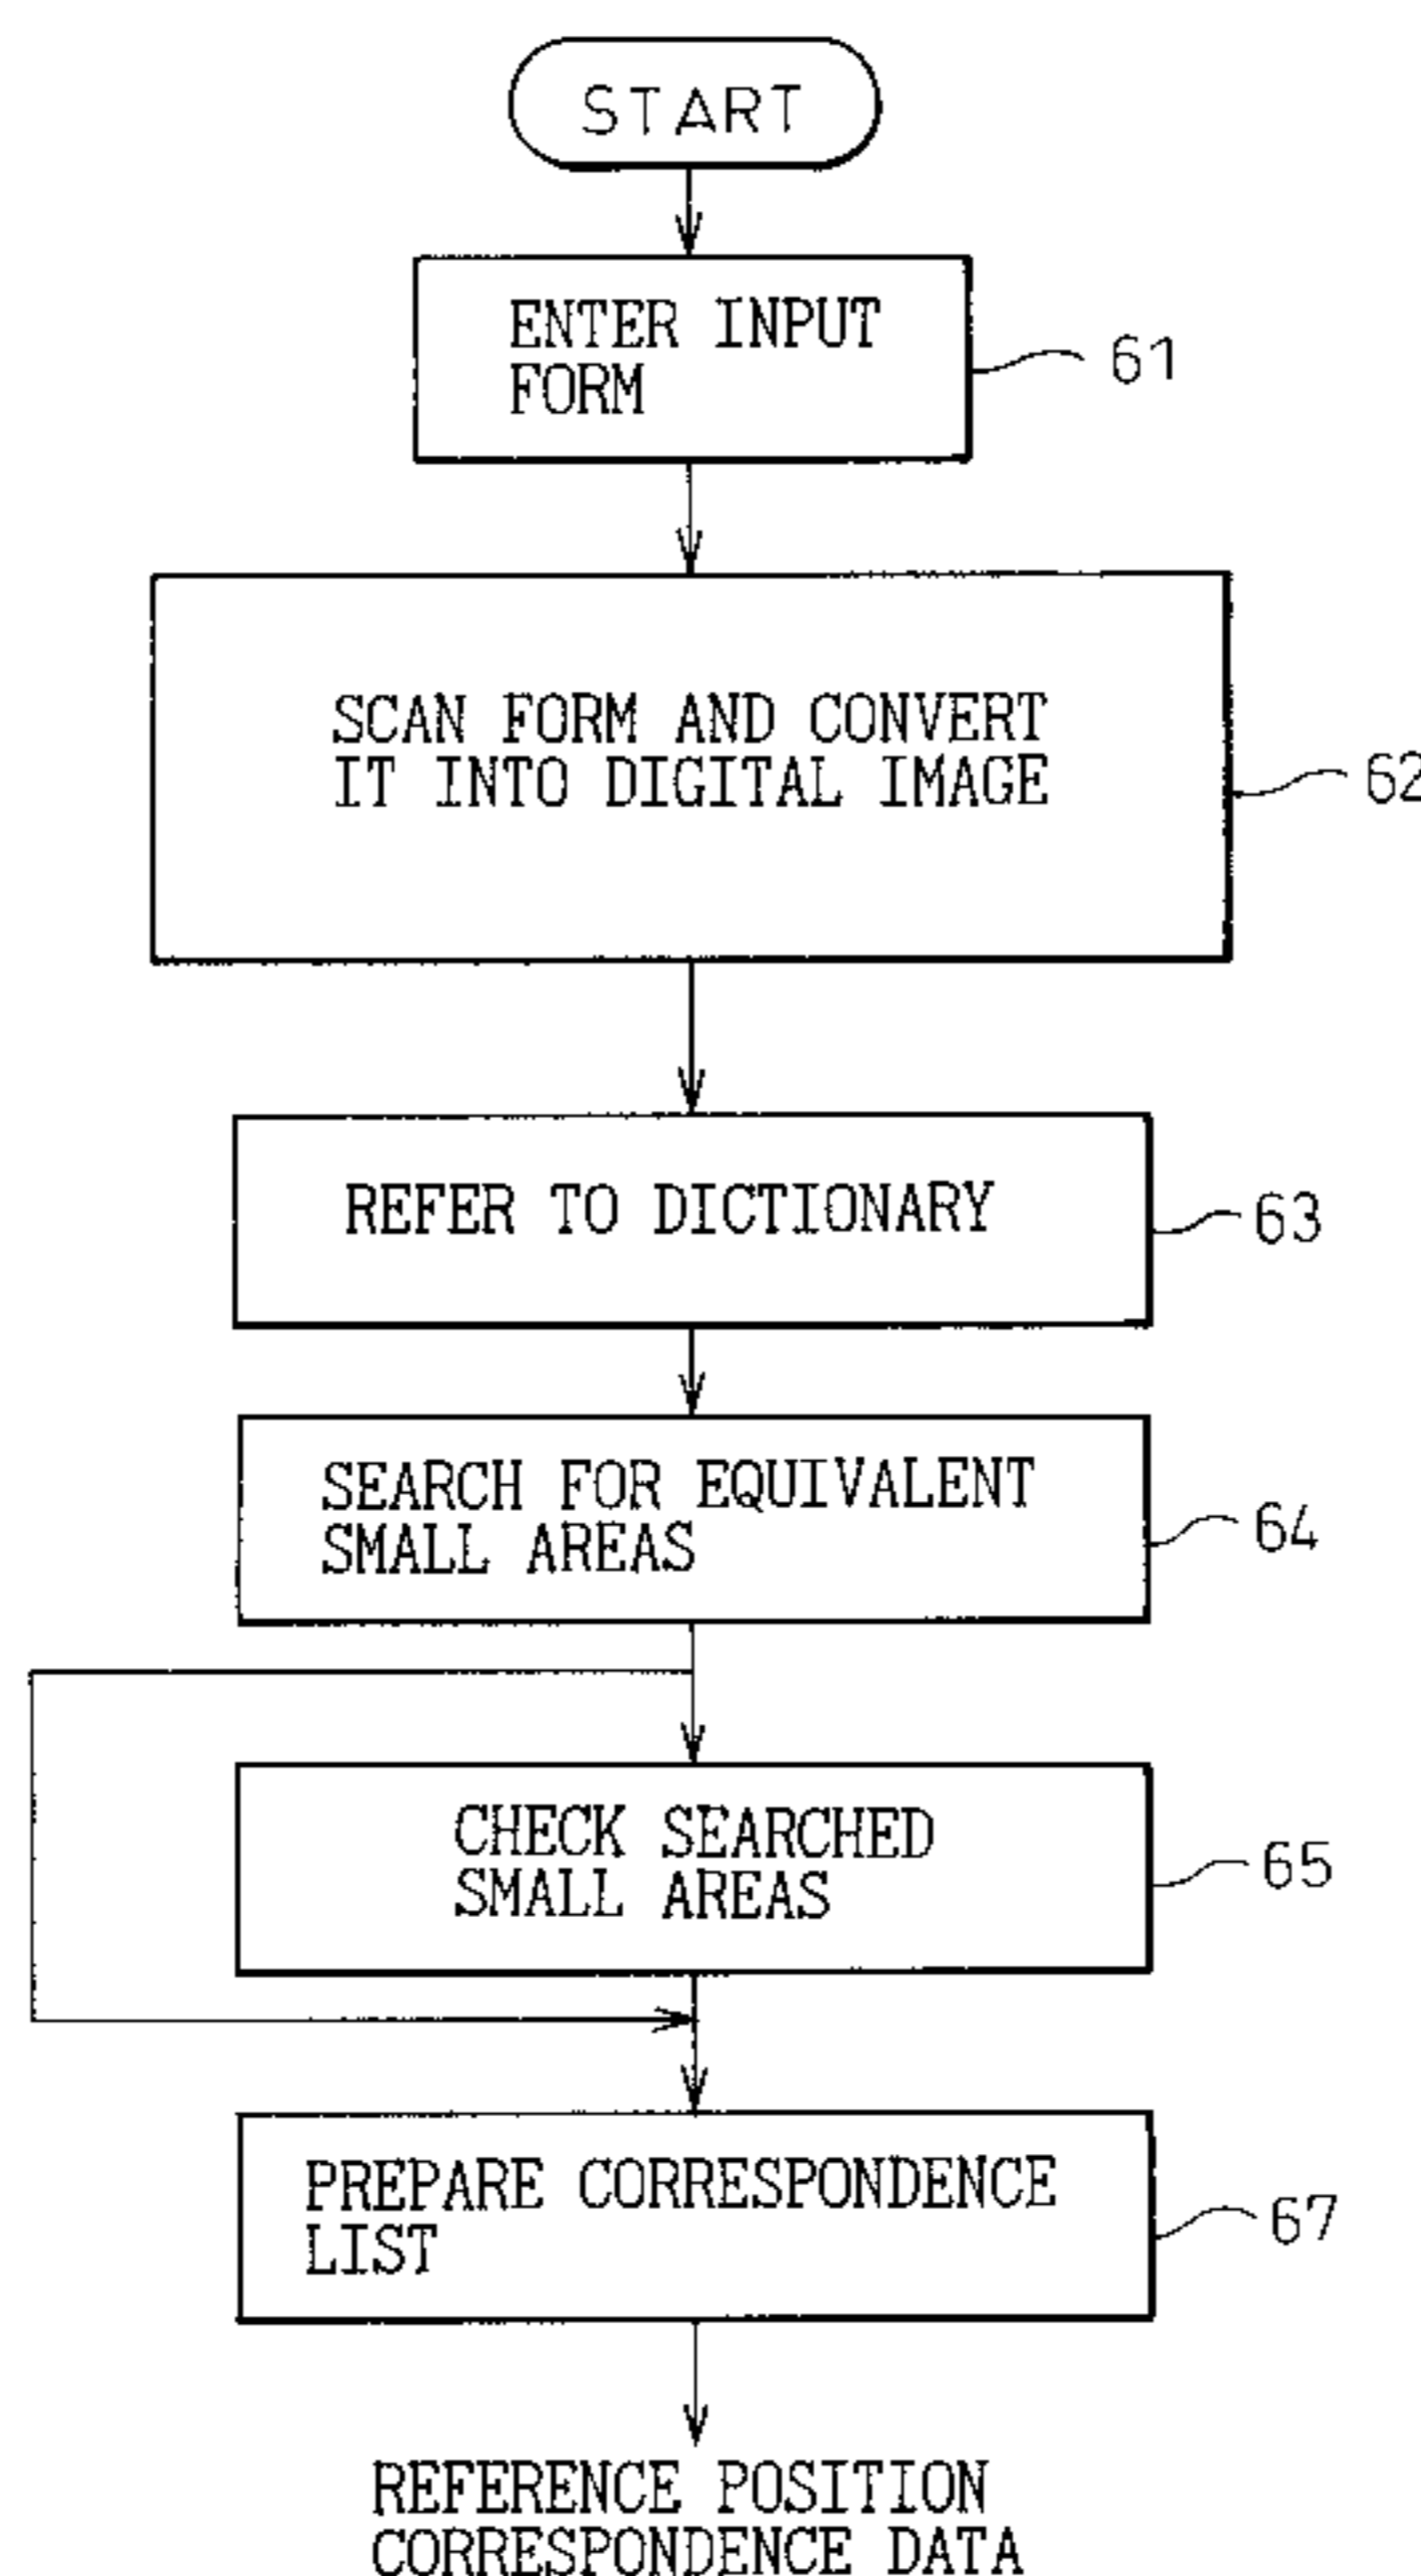 START
ENTER INPUT
FORM
61
SCAN FORM AND CONVERT
IT INTO DIGITAL IMAGE
62
REFER TO DICTIONARY
63
SEARCH FOR EQUIVALENT
SMALL AREAS
64
CHECK SEARCHED
SMALL AREAS
65
PREPARE CORRESPONDENCE
LIST
67
REFERENCE POSITION
CORRESPONDENCE DATA